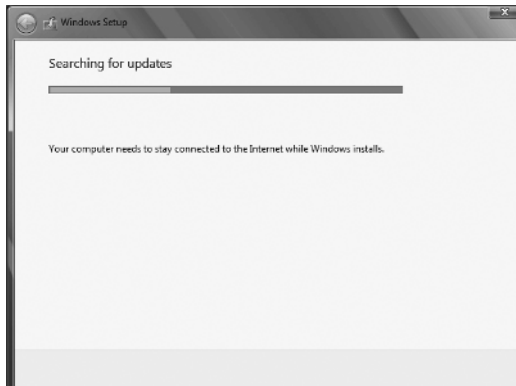 Windows Setup
Searching for updates
Your computer needs to stay connected to the Internet while Windows installs.